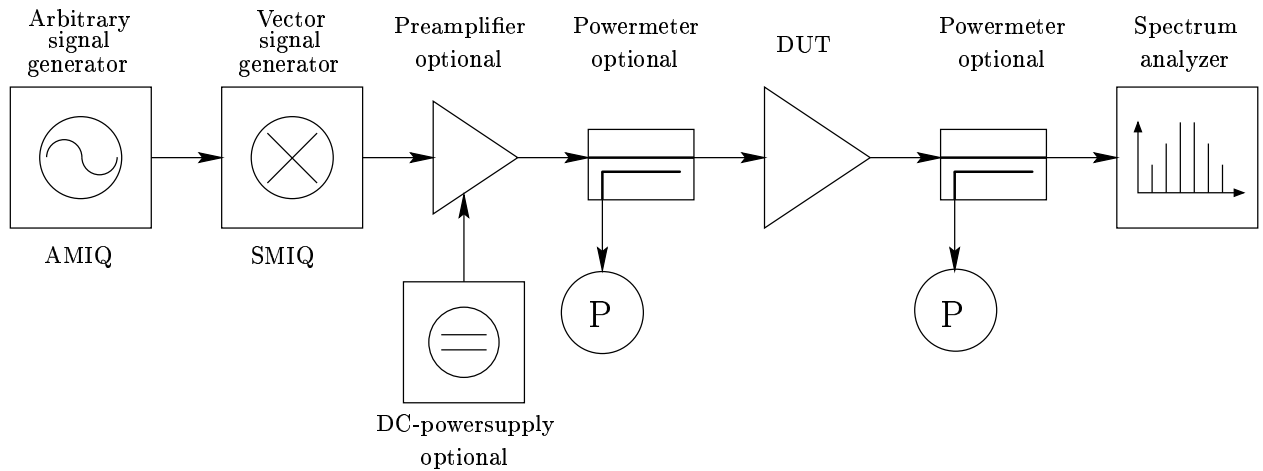 Arbitrary
signal
generator
Vector
signal
generator
Preamplifier
optional
Powermeter
optional
DUT
Powermeter
optional
Spectrum
analyzer
AMIQ
SMIQ
P
P
DC-powersupply
optional